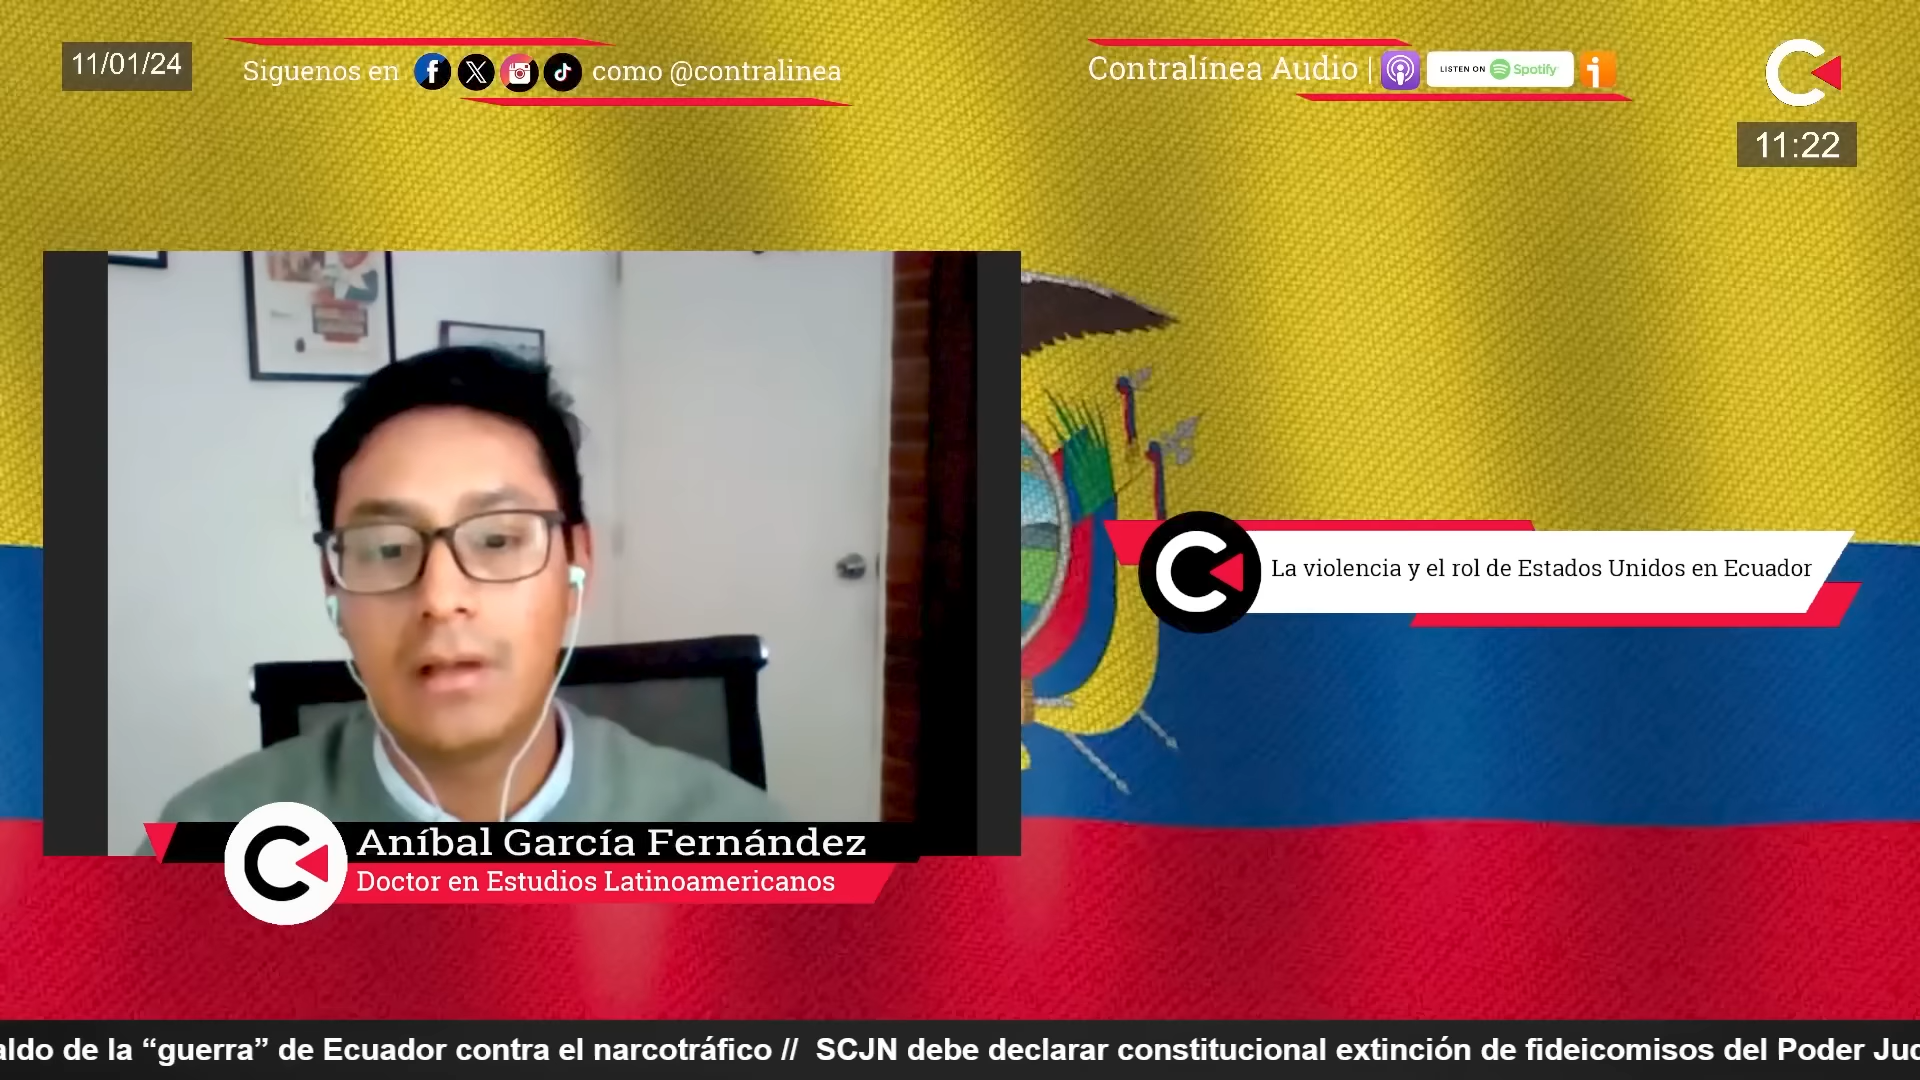 11/01/24
Siguenos en
como @contralinea
Contralínea Audio |
LISTEN ON Spotify
11:22
La violencia y el rol de Estados Unidos en Ecuador
Aníbal García Fernández
Doctor en Estudios Latinoamericanos
aldo de la “guerra” de Ecuador contra el narcotráfico // SCJN debe declarar constitucional extinción de fideicomisos del Poder Juc